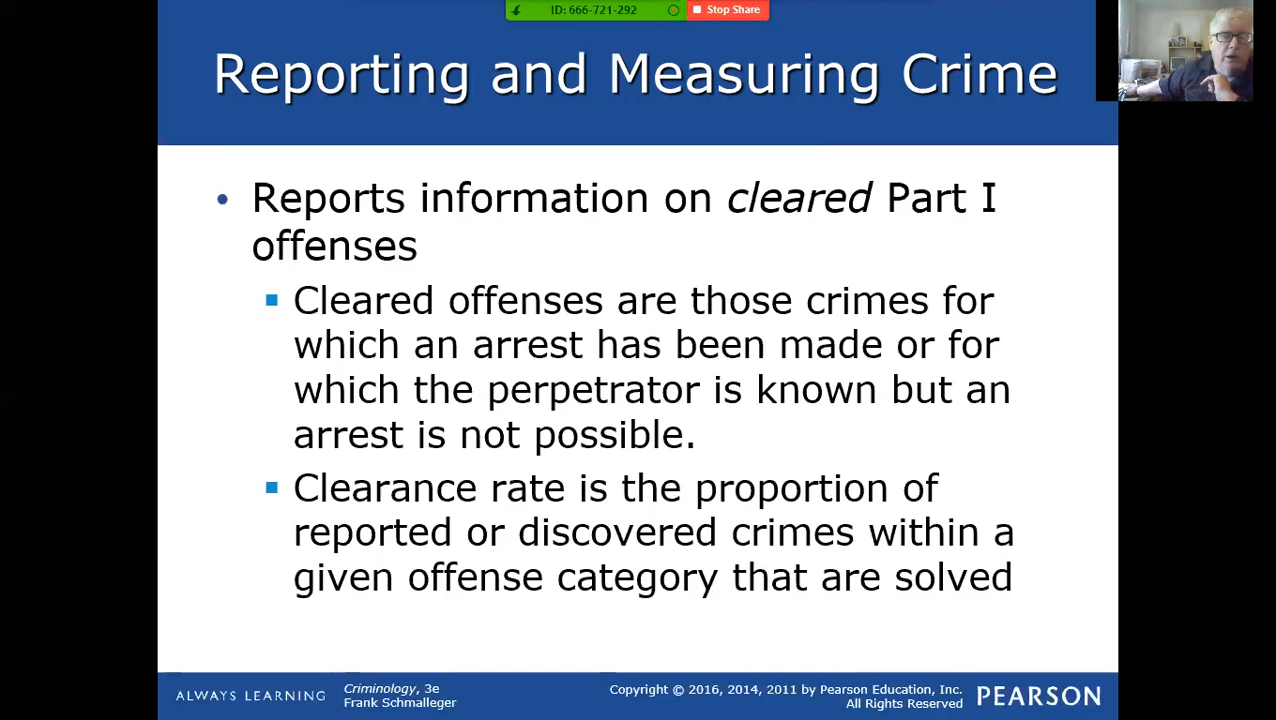 ID: 666-721-292
Stop Share
Reporting and Measuring Crime
• Reports information on cleared Part I
offenses
▪ Cleared offenses are those crimes for
which an arrest has been made or for
which the perpetrator is known but an
arrest is not possible.
▪ Clearance rate is the proportion of
reported or discovered crimes within a
given offense category that are solved
ALWAYS LEARNING
Criminology, 3e
Frank Schmalleger
Copyright © 2016, 2014, 2011 by Pearson Education, Inc.
All Rights Reserved
PEARSON